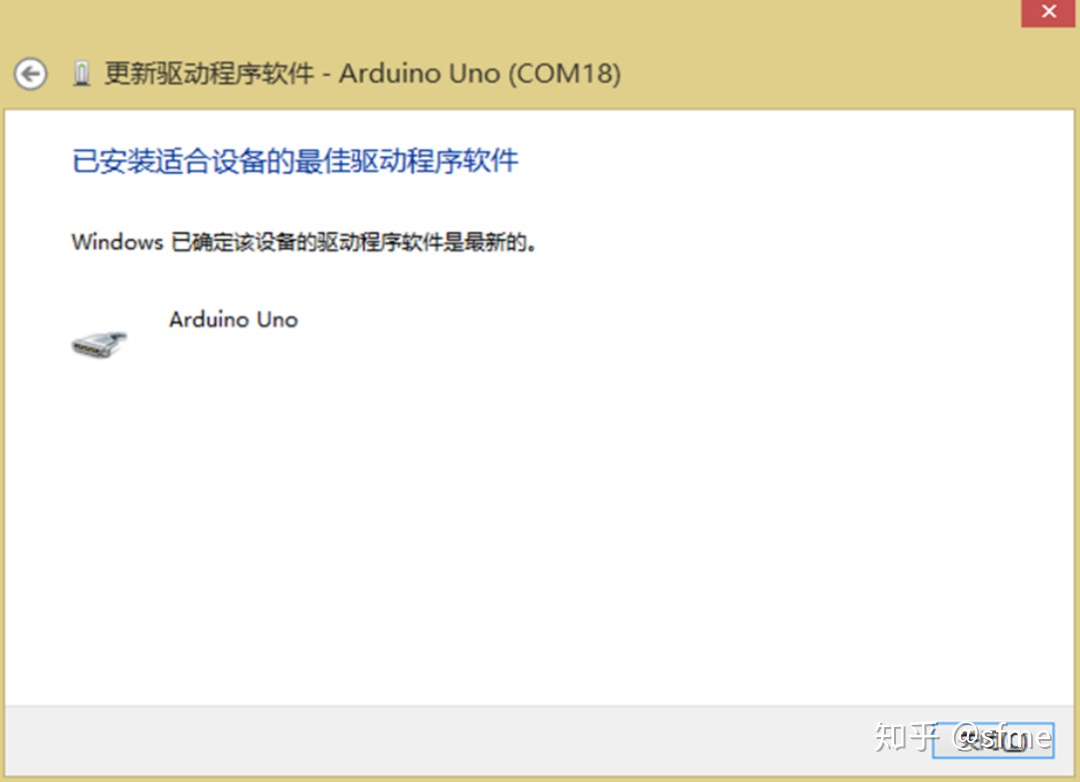 更新驱动程序软件 - Arduino Uno (COM18)
已安装适合设备的最佳驱动程序软件
Windows 已确定该设备的驱动程序软件是最新的。
Arduino Uno
知乎 @sfme